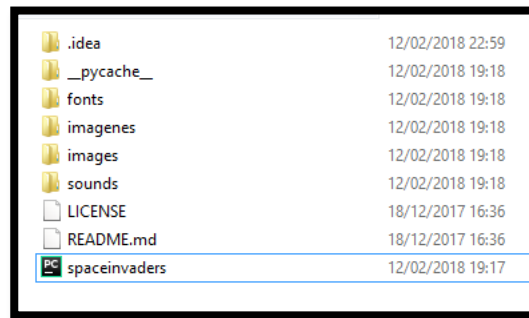 .idea 12/02/2018 22:59
__pycache__ 12/02/2018 19:18
fonts 12/02/2018 19:18
imagenes 12/02/2018 19:18
images 12/02/2018 19:18
sounds 12/02/2018 19:18
LICENSE 18/12/2017 16:36
README.md 18/12/2017 16:36
PC spaceinvaders 12/02/2018 19:17